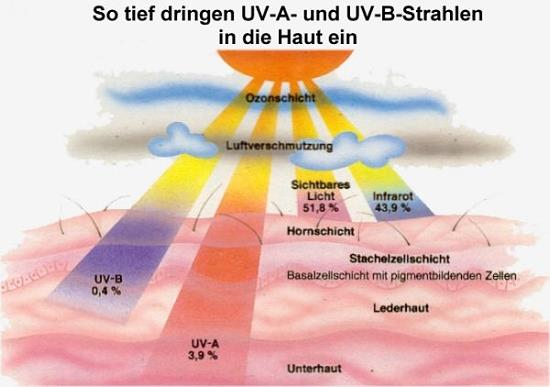 So tief dringen UV-A- und UV-B-Strahlen
in die Haut ein
Ozonschicht
Luftverschmutzung
Sichtbares
Licht
51,8 %
Infrarot
43,9 %
Hornschicht
Stachelzellschicht
Basalzellschicht mit pigmentbildenden Zellen
UV-B
0,4 %
Lederhaut
UV-A
3,9 %
Unterhaut